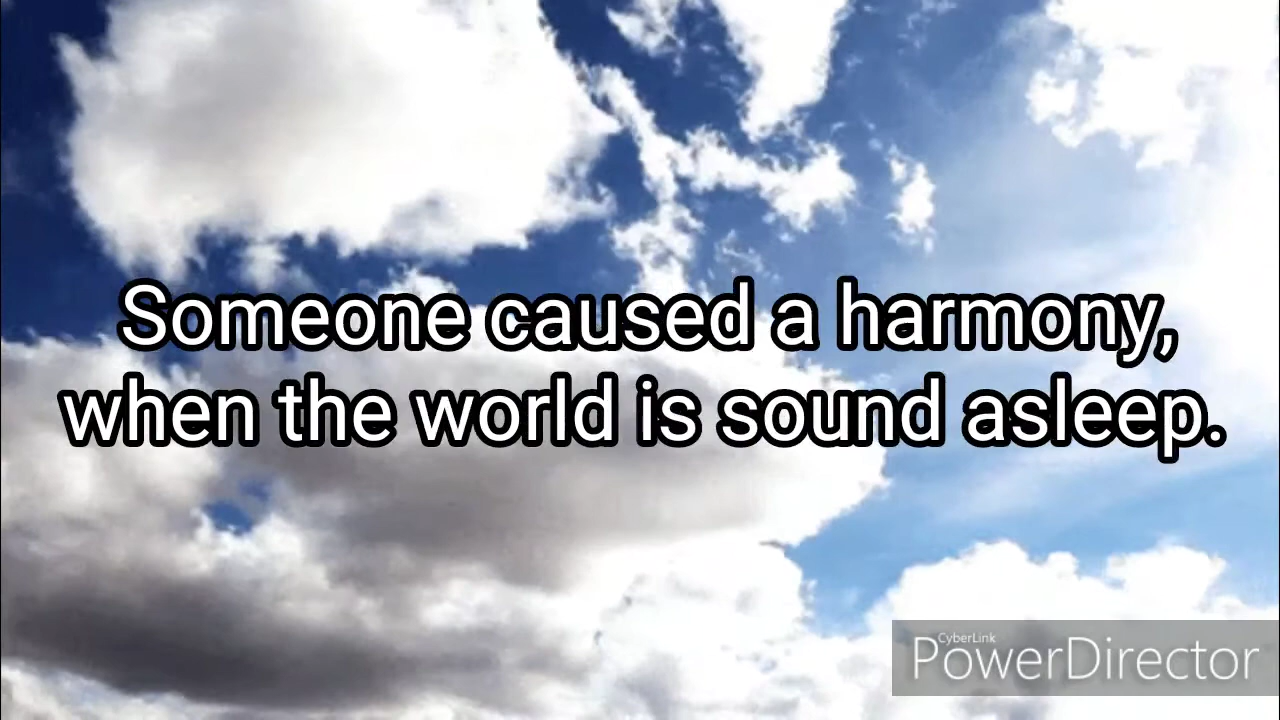 Someone caused a harmony,
when the world is sound asleep.
CyberLink
PowerDirector